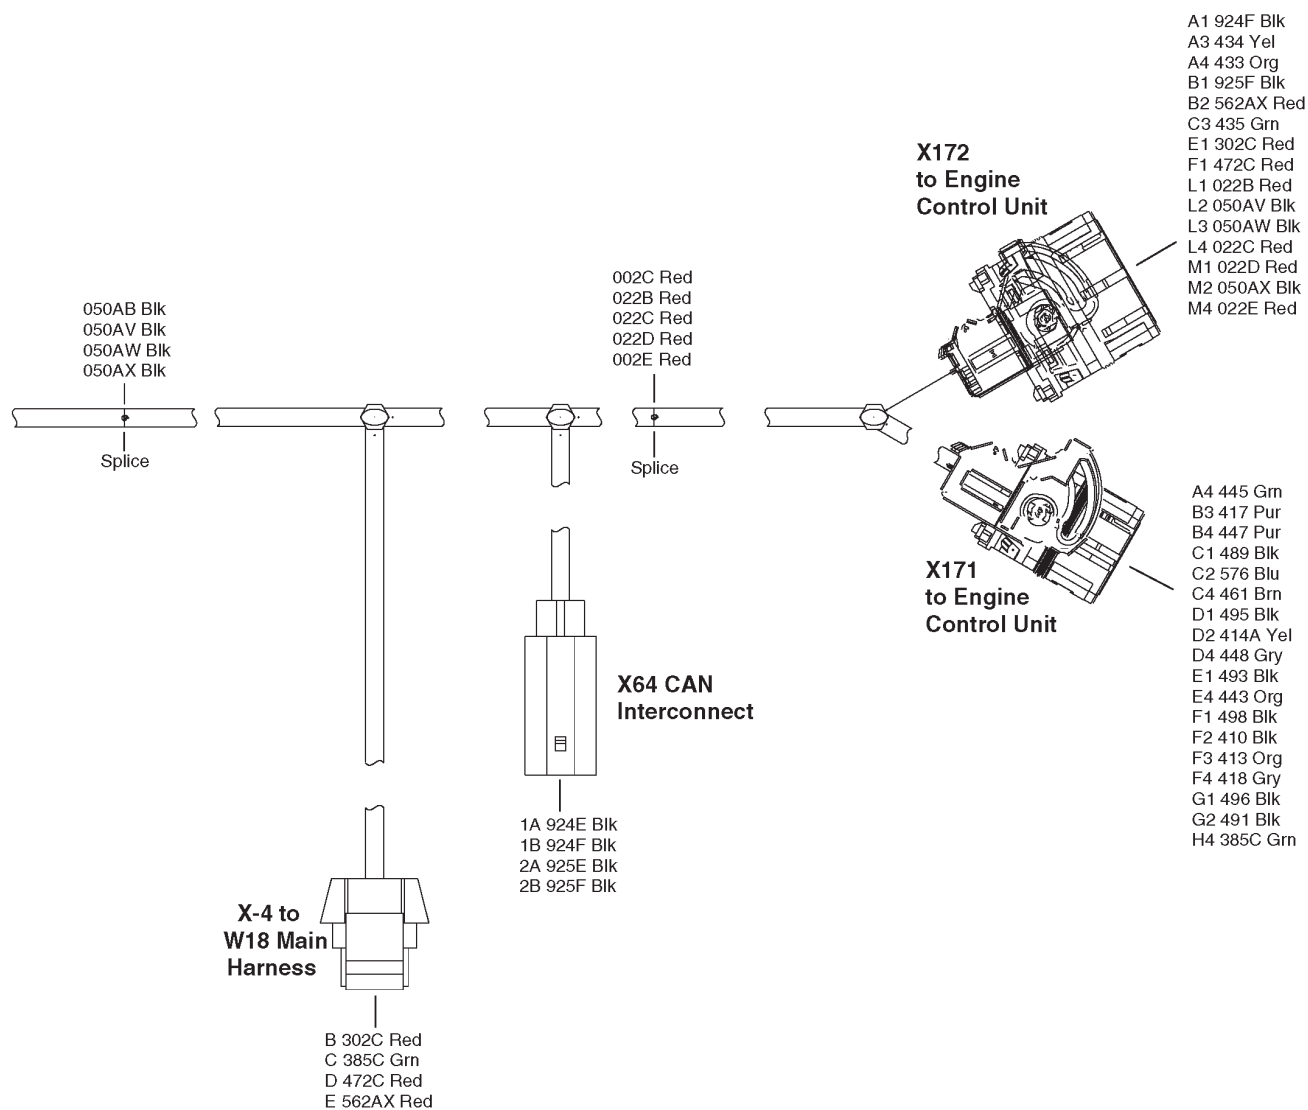 A1 924F Blk
A3 434 Yel
A4 433 Org
B1 925F Blk
B2 562AX Red
C3 435 Grn
E1 302C Red
F1 472C Red
L1 022B Red
L2 050AV Blk
L3 050AW Blk
L4 022C Red
M1 022D Red
M2 050AX Blk
M4 022E Red
X172
to Engine
Control Unit
002C Red
022B Red
022C Red
022D Red
002E Red
050AB Blk
050AV Blk
050AW Blk
050AX Blk
Splice
Splice
A4 445 Grn
B3 417 Pur
B4 447 Pur
C1 489 Blk
C2 576 Blu
C4 461 Brn
D1 495 Blk
D2 414A Yel
D4 448 Gry
E1 493 Blk
E4 443 Org
F1 498 Blk
F2 410 Blk
F3 413 Org
F4 418 Gry
G1 496 Blk
G2 491 Blk
H4 385C Grn
X171
to Engine
Control Unit
X64 CAN
Interconnect
1A 924E Blk
1B 924F Blk
2A 925E Blk
2B 925F Blk
X-4 to
W18 Main
Harness
B 302C Red
C 385C Grn
D 472C Red
E 562AX Red